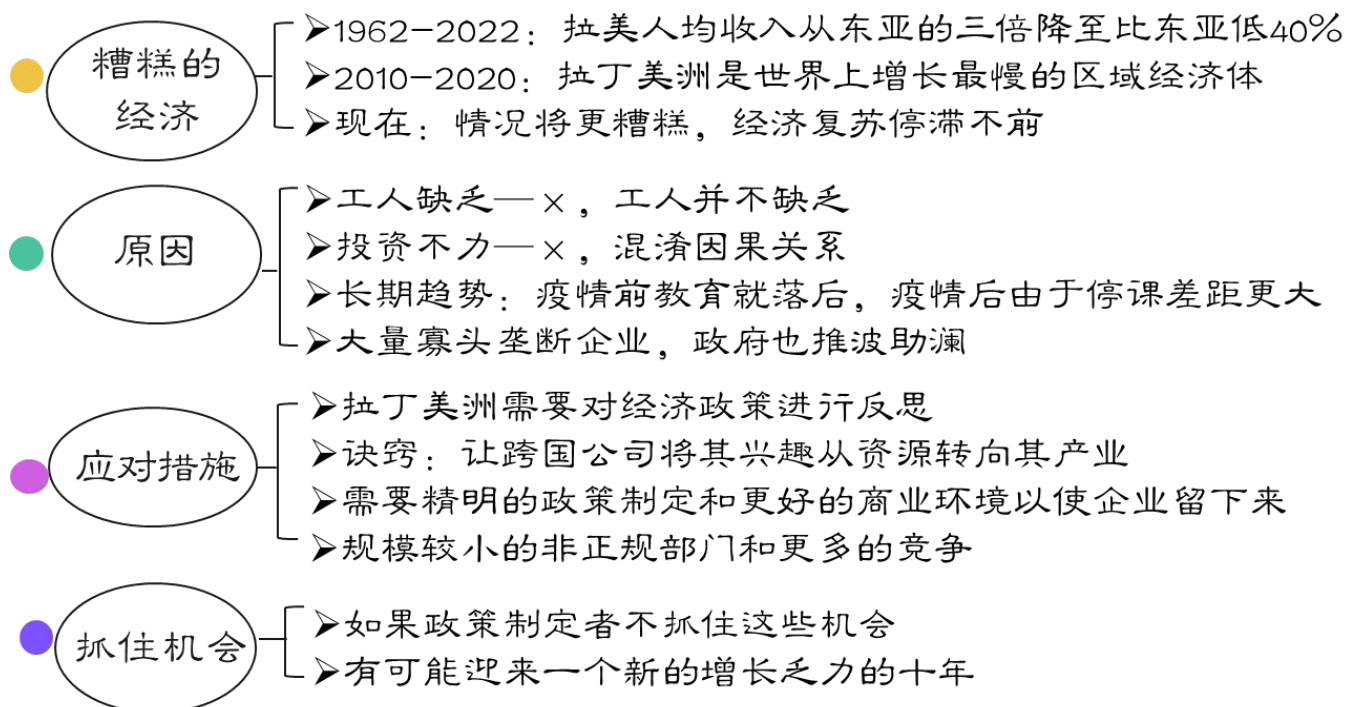 糟糕的
经济
➤1962-2022：拉美人均收入从东亚的三倍降至比东亚低40%
➤2010-2020：拉丁美洲是世界上增长最慢的区域经济体
➤现在：情况将更糟糕，经济复苏停滞不前
原因
➤工人缺乏—×，工人并不缺乏
➤投资不力—×，混淆因果关系
➤长期趋势：疫情前教育就落后，疫情后由于停课差距更大
➤大量寡头垄断企业，政府也推波助澜
应对措施
➤拉丁美洲需要对经济政策进行反思
➤诀窍：让跨国公司将其兴趣从资源转向其产业
➤需要精明的政策制定和更好的商业环境以使企业留下来
➤规模较小的非正规部门和更多的竞争
抓住机会
➤如果政策制定者不抓住这些机会
➤有可能迎来一个新的增长乏力的十年